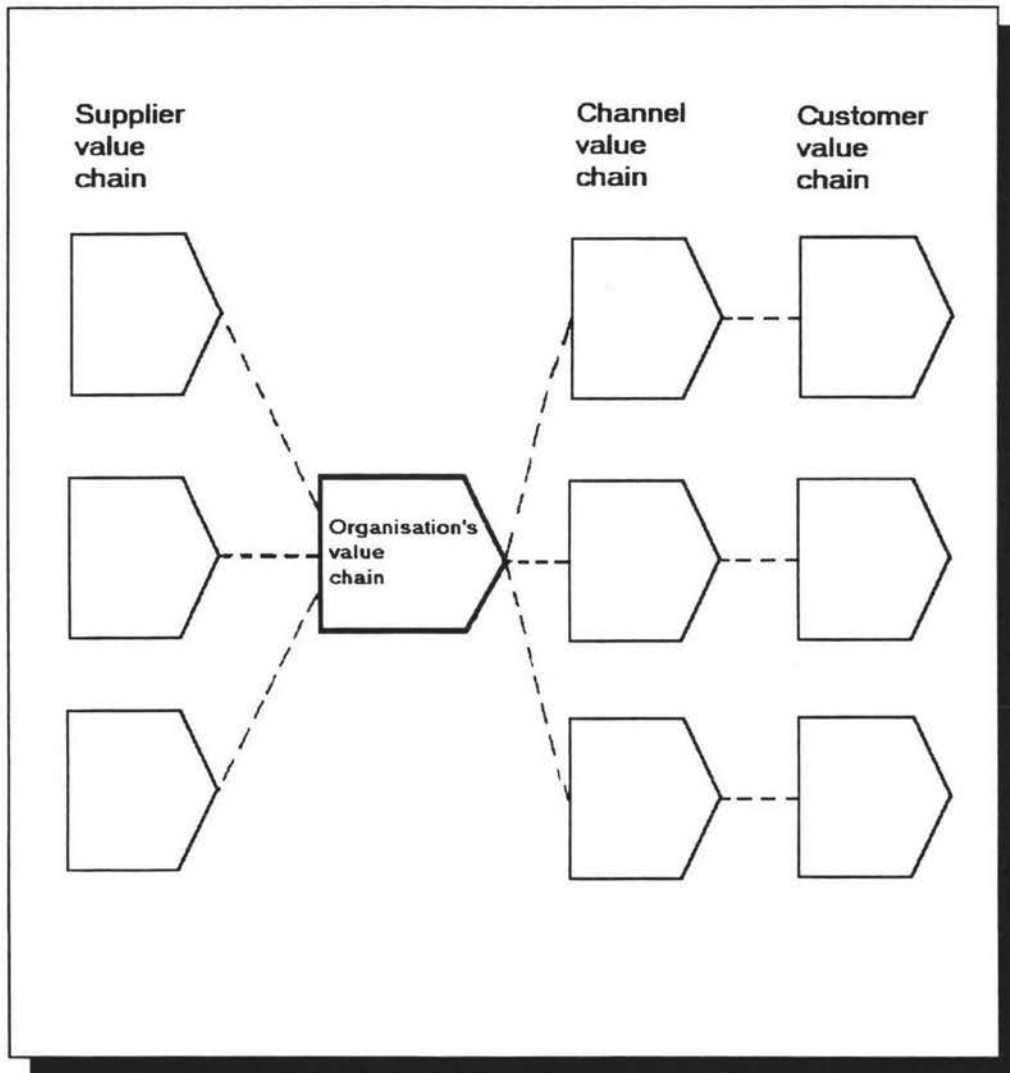 Supplier
value
chain
Channel
value
chain
Customer
value
chain
Organisation's
value
chain